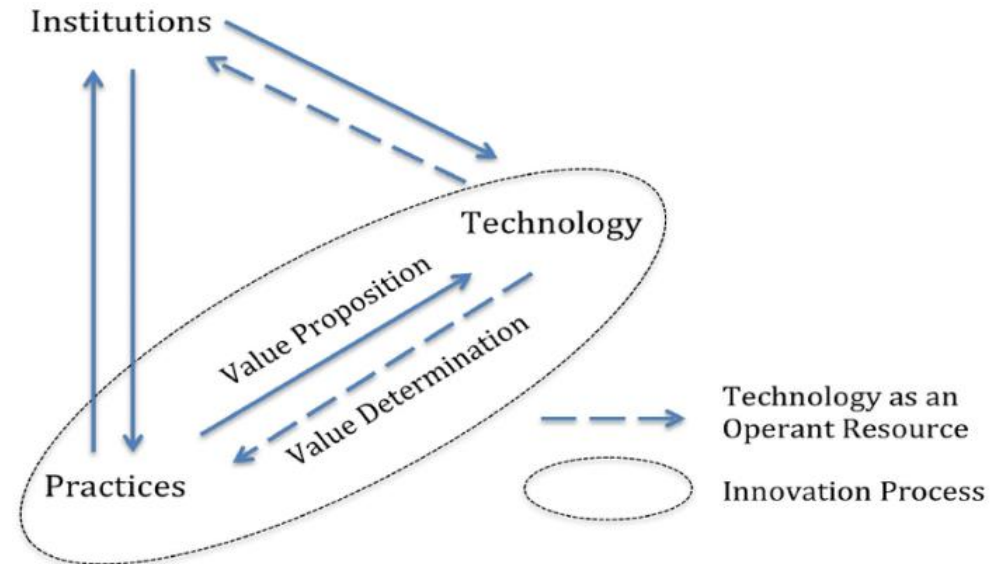 Institutions
Technology
Value Proposition
Value Determination
Practices
Technology as an
Operant Resource
Innovation Process